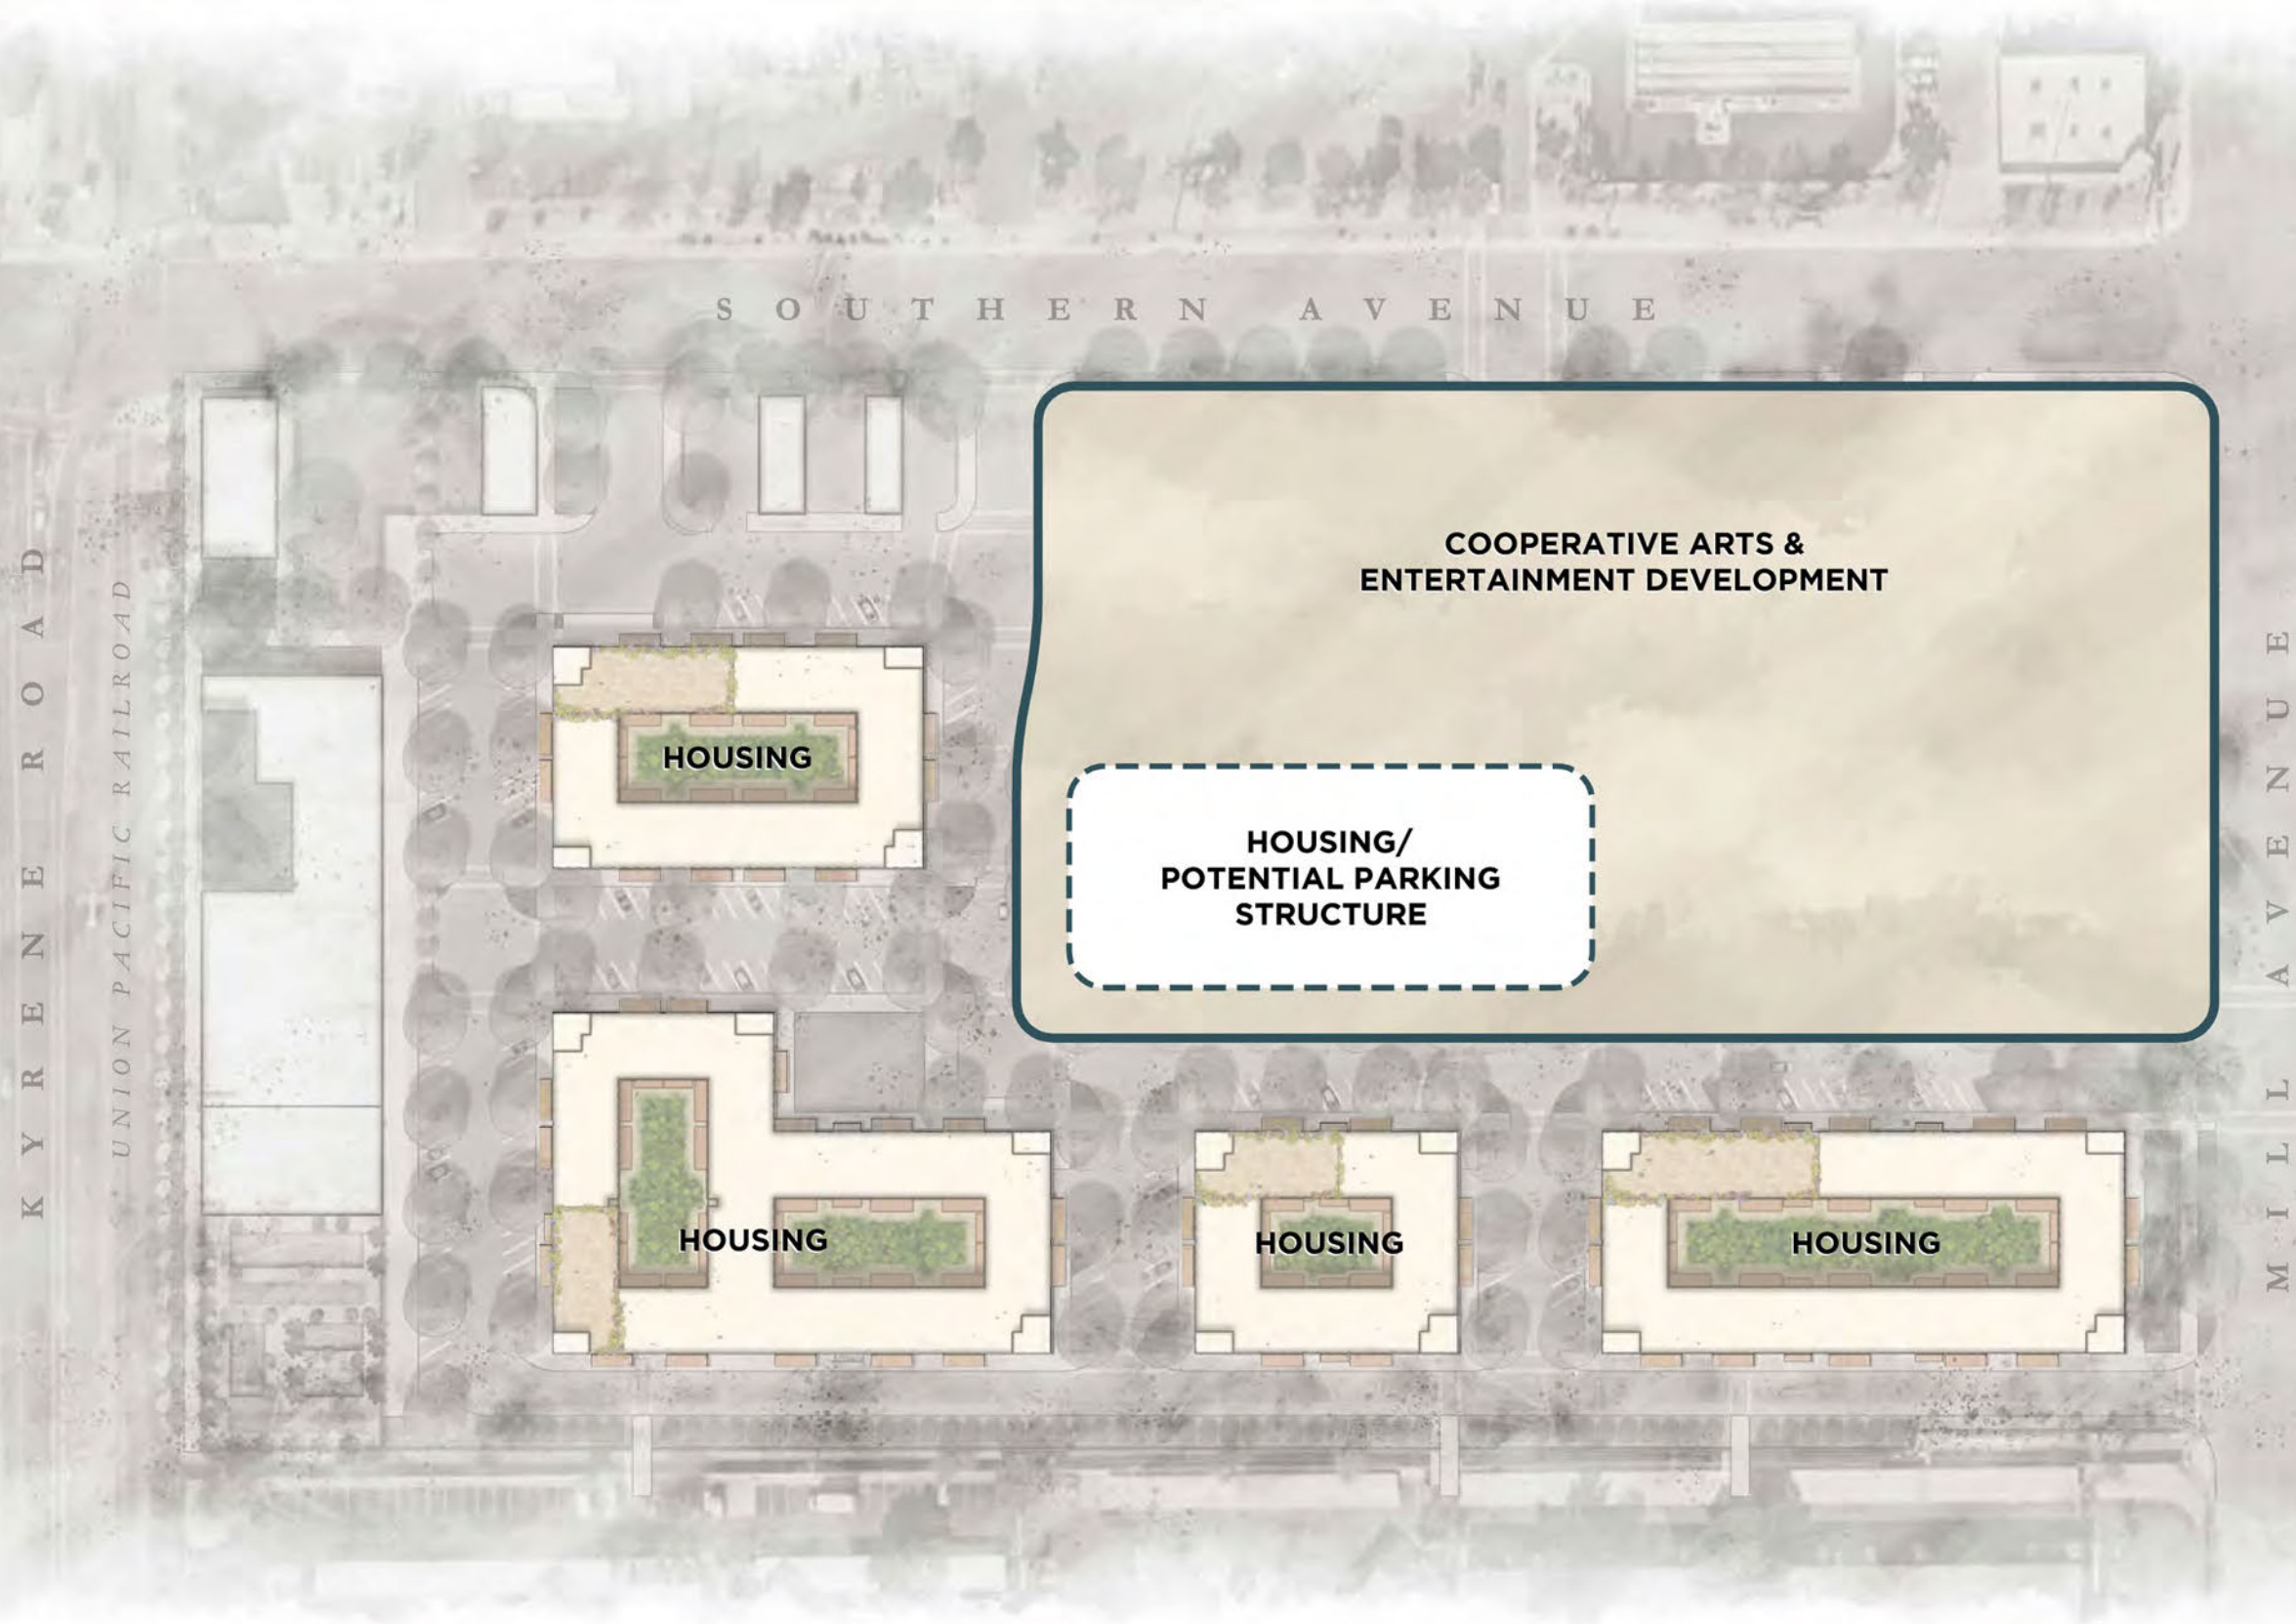 SOUTHERN AVENUE
COOPERATIVE ARTS &
ENTERTAINMENT DEVELOPMENT
KYRENE ROAD
UNION PACIFIC RAILROAD
HOUSING
HOUSING/
POTENTIAL PARKING
STRUCTURE
MILL AVENUE
HOUSING
HOUSING
HOUSING